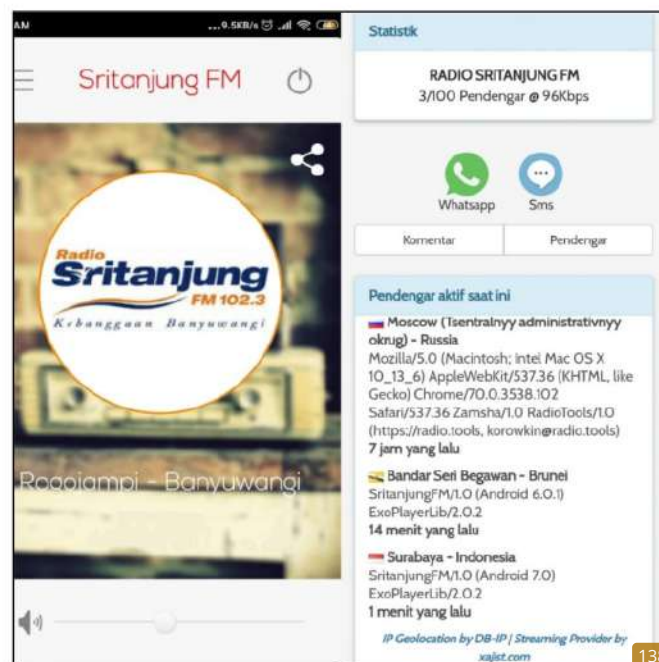 AM
...9.5KB/s
Sritanjung FM
Radio
Sritanjung
FM 102.3
Kebanggaan Banyuwangi
Rogojampi - Banyuwangi
Statistik
RADIO SRITANJUNG FM
3/100 Pendengar @ 96Kbps
Whatsapp
Sms
Komentar
Pendengar
Pendengar aktif saat ini
Moscow (Tsentralnyy administrativnyy
okrug) - Russia
Mozilla/5.0 (Macintosh; Intel Mac OS X
10_13_6) AppleWebKit/537.36 (KHTML, like
Gecko) Chrome/70.0.3538.102
Safari/537.36 Zamsha/1.0 RadioTools/1.0
(https://radio.tools, korowkin@radio.tools)
7 jam yang lalu
Bandar Seri Begawan - Brunei
SritanjungFM/1.0 (Android 6.0.1)
ExoPlayerLib/2.0.2
14 menit yang lalu
Surabaya - Indonesia
SritanjungFM/1.0 (Android 7.0)
ExoPlayerLib/2.0.2
1 menit yang lalu
IP Geolocation by DB-IP | Streaming Provider by
xajist.com